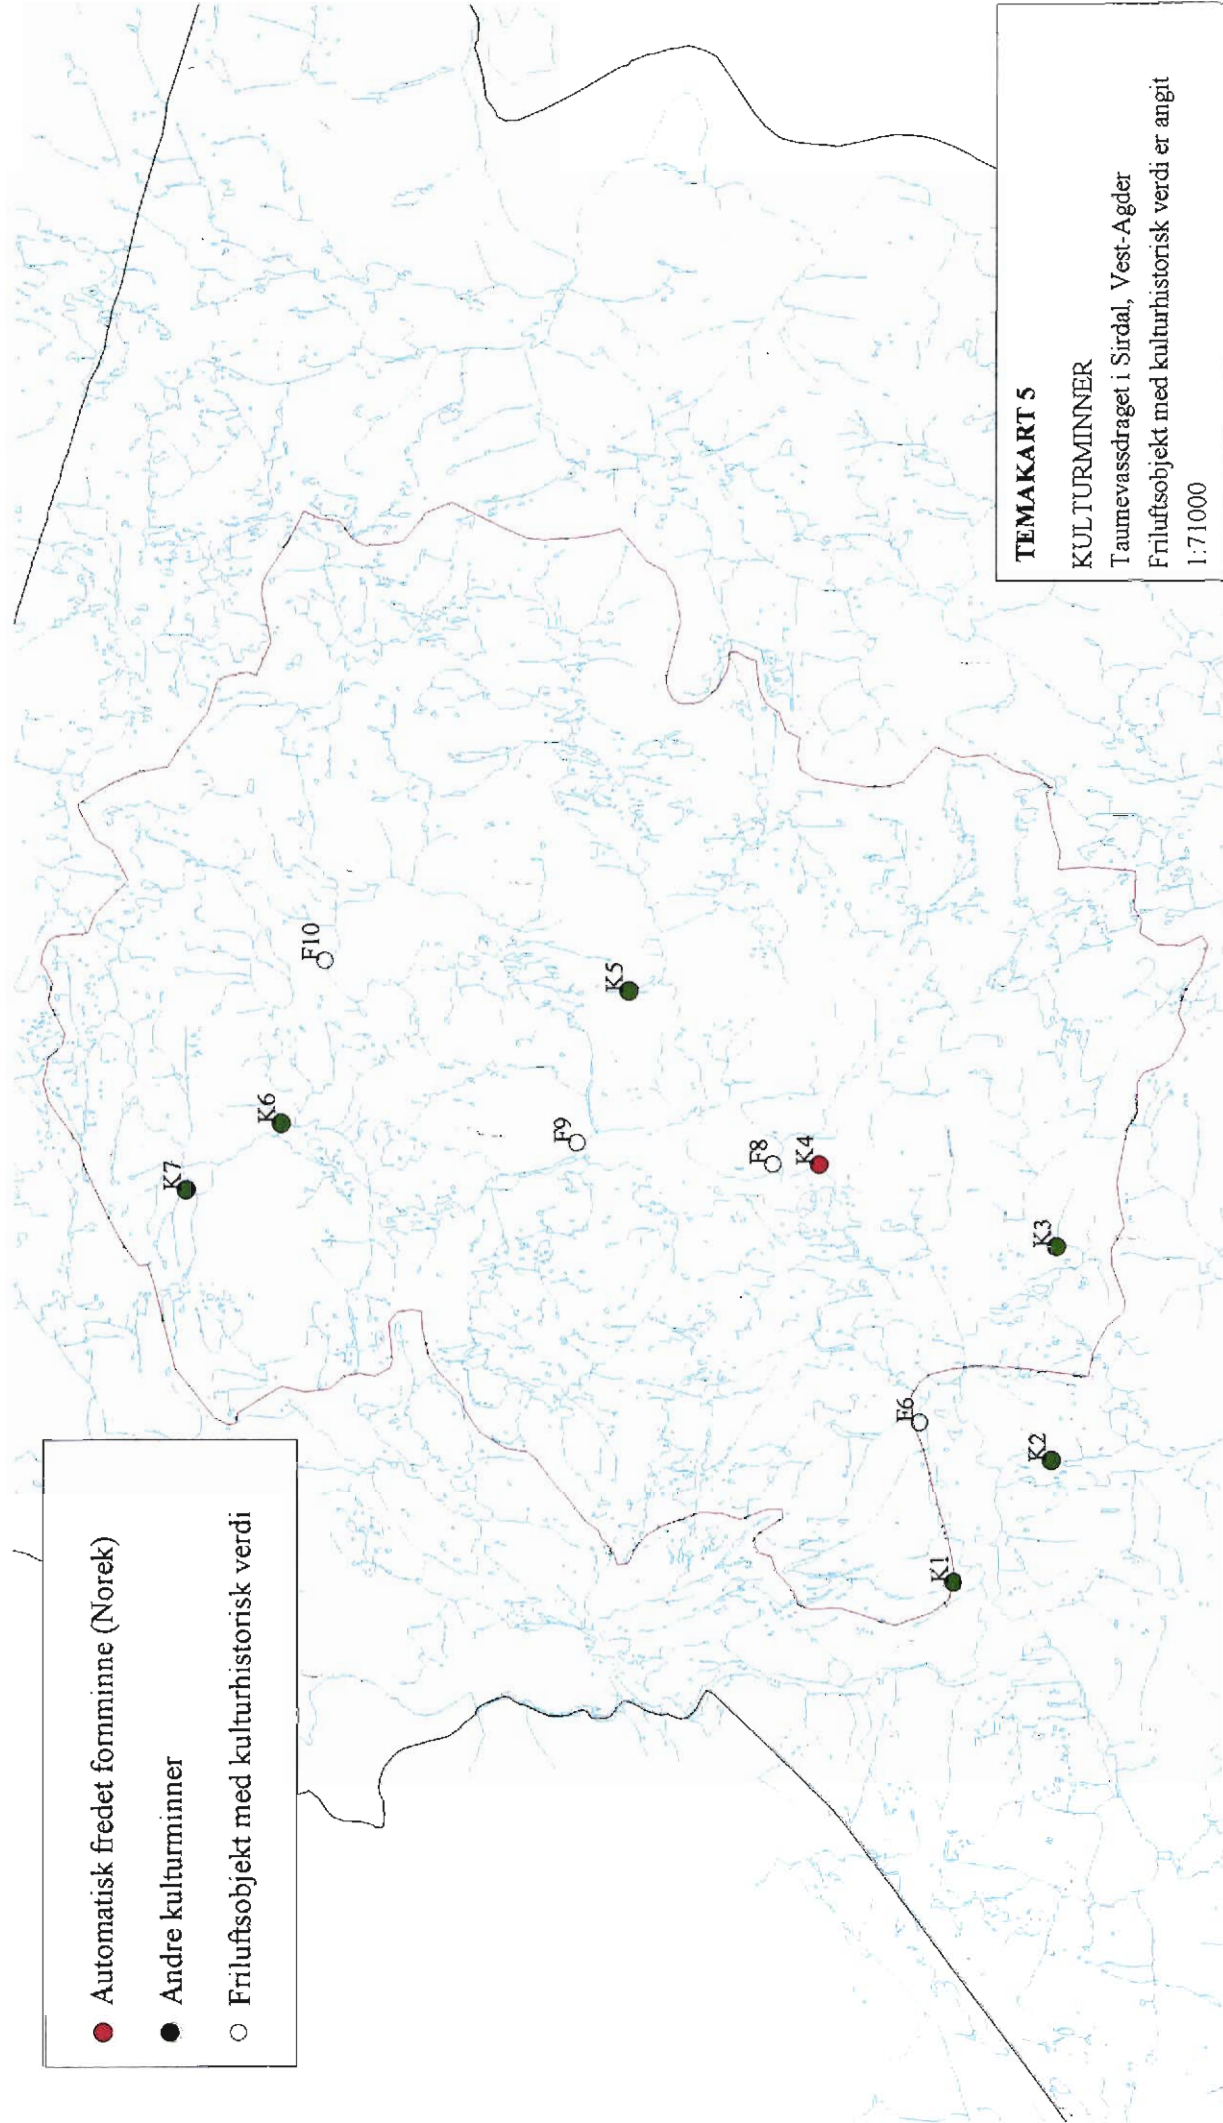 Automatisk fredet fornminne (Norek)
Andre kulturminner
Friluftsobjekt med kulturhistorisk verdi
K7
K6
F10
F9
K5
F8
K4
F6
K1
K2
K3
TEMAKART 5
KULTURMINNER
Taumevassdraget i Sirdal, Vest-Agder
Friluftsobjekt med kulturhistorisk verdi er angit
1:71000